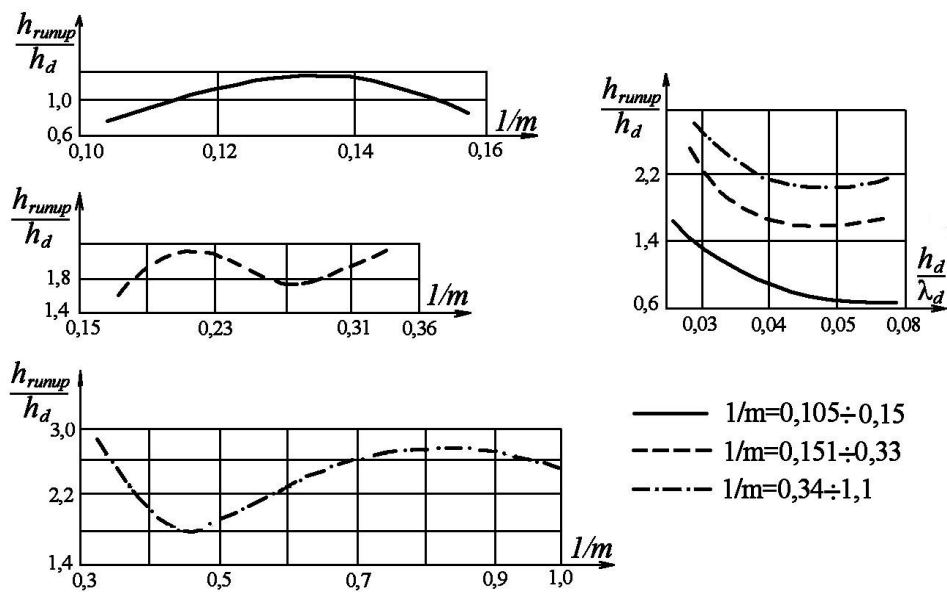 h_runup
h_d
1,0
0,6
1/m
0,10 0,12 0,14 0,16
h_runup
h_d
1,8
1,4
1/m
0,15 0,23 0,31 0,36
h_runup
h_d
3,0
2,2
1,4
1/m
0,3 0,5 0,7 0,9 1,0
h_runup
h_d
2,2
1,4
0,6
h_d
λ_d
0,03 0,04 0,05 0,08
1/m=0,105÷0,15
1/m=0,151÷0,33
1/m=0,34÷1,1